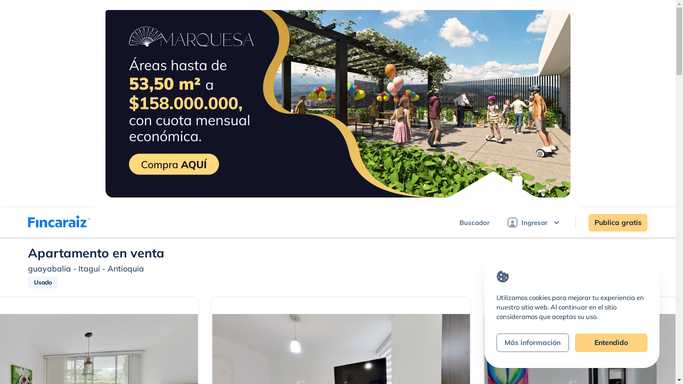 MARQUESA
Áreas hasta de
53,50 m² a
$158.000.000,
con cuota mensual
económica.
Compra AQUÍ
Fincaraiz
Buscador
Ingresar
Publica gratis
Apartamento en venta
guayabalia - Itaguí - Antioquia
Usado
Utilizamos cookies para mejorar tu experiencia en
nuestro sitio web. Al continuar en el sitio
consideramos que aceptas su uso.
Más información
Entendido